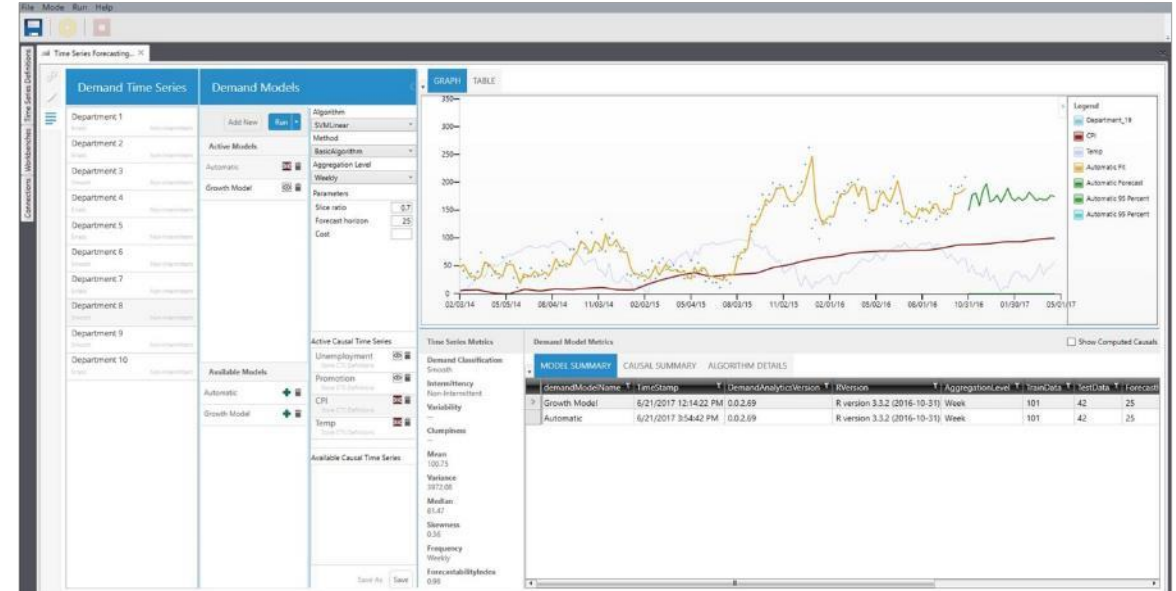 File Mode Run Help
Time Series Forecasting...
Connections Workbenches Time Series Definitions
Demand Time Series
Department 1
Department 2
Department 3
Department 4
Department 5
Department 6
Department 7
Department 8
Department 9
Department 10
Demand Models
Add New Run
Active Models
Automatic
Growth Model
Available Models
Automatic
Growth Model
Algorithm
SVMLinear
Method
BasicAlgorithm
Aggregation Level
Weekly
Parameters
Slice ratio 0.7
Forecast horizon 25
Cost
Active Causal Time Series
Unemployment
Promotion
CPI
Temp
Available Causal Time Series
Save As Save
GRAPH TABLE
350
300
250
200
150
100
50
0
02/02/14 05/05/14 08/04/14 11/03/14 02/02/15 05/04/15 08/03/15 11/02/15 02/01/16 05/02/16 08/01/16 10/31/16 01/30/17 05/01/17
Legend
Department_19
CPI
Temp
Automatic Fit
Automatic Forecast
Automatic 95 Percent
Automatic 95 Percent
Time Series Metrics
Demand Classification
Smooth
Intermittency
Non-Intermittent
Variability
--
Clumpiness
--
Mean
100.75
Variance
3972.08
Median
81.47
Skewness
0.36
Frequency
Weekly
ForecastabilityIndex
0.98
Demand Model Metrics
Show Computed Causals
MODEL SUMMARY CAUSAL SUMMARY ALGORITHM DETAILS
demandModelName TimeStamp DemandAnalyticsVersion RVersion AggregationLevel TrainData TestData Forecasti
Growth Model 6/21/2017 12:14:22 PM 0.0.2.69 R version 3.3.2 (2016-10-31) Week 101 42 25
Automatic 6/21/2017 3:54:42 PM 0.0.2.69 R version 3.3.2 (2016-10-31) Week 101 42 25